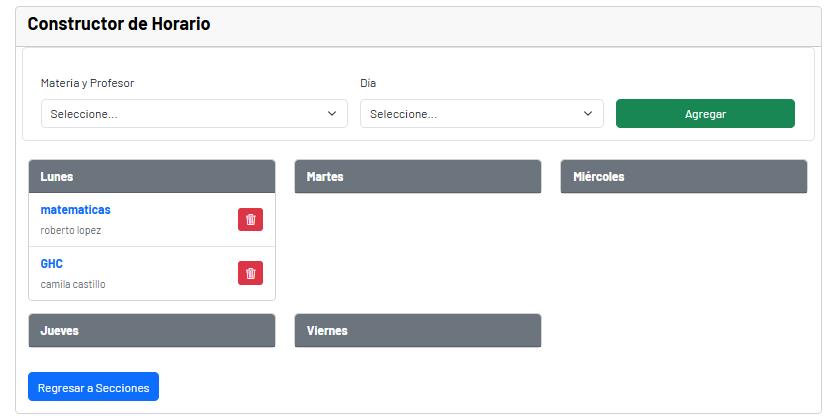 Constructor de Horario
Materia y Profesor
Día
Seleccione...
Seleccione...
Agregar
Lunes
Martes
Miércoles
matematicas
roberto lopez
GHC
camila castillo
Jueves
Viernes
Regresar a Secciones